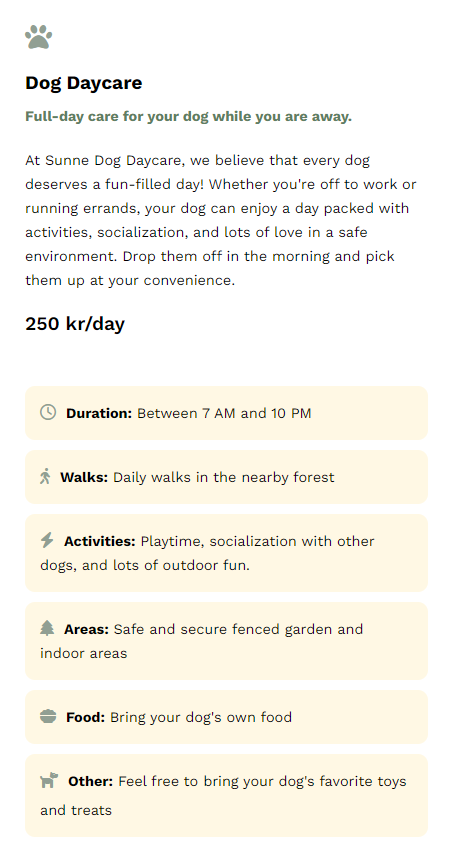 Dog Daycare
Full-day care for your dog while you are away.
At Sunne Dog Daycare, we believe that every dog
deserves a fun-filled day! Whether you're off to work or
running errands, your dog can enjoy a day packed with
activities, socialization, and lots of love in a safe
environment. Drop them off in the morning and pick
them up at your convenience.
250 kr/day
Duration: Between 7 AM and 10 PM
Walks: Daily walks in the nearby forest
Activities: Playtime, socialization with other
dogs, and lots of outdoor fun.
Areas: Safe and secure fenced garden and
indoor areas
Food: Bring your dog's own food
Other: Feel free to bring your dog's favorite toys
and treats